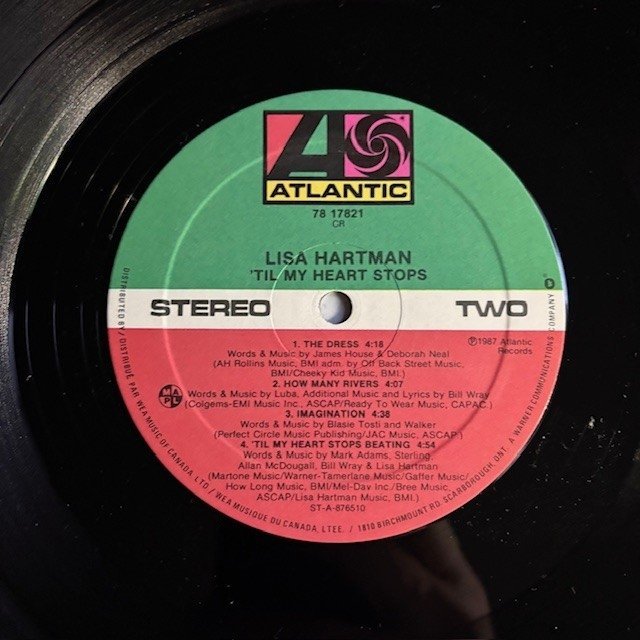 ATLANTIC
78 17821
CR
LISA HARTMAN
'TIL MY HEART STOPS
STEREO TWO
1. THE DRESS 4:18
Words & Music by James House & Deborah Neal
(AH Rollins Music, BMI adm. by Off Back Street Music,
BMI/Cheeky Kid Music, BMI.)
2. HOW MANY RIVERS 4:07
Words & Music by Luba, Additional Music and Lyrics by Bill Wray
(Colgems-EMI Music Inc., ASCAP/Ready To Wear Music, CAPAC.)
3. IMAGINATION 4:38
Words & Music by Blasie Tosti and Walker
(Perfect Circle Music Publishing/JAC Music, ASCAP.)
4. 'TIL MY HEART STOPS BEATING 4:54
Words & Music by Mark Adams, Sterling,
Allan McDougall, Bill Wray & Lisa Hartman
(Martone Music/Warner-Tamerlane Music/Gaffer Music/
How Long Music, BMI/Mel-Dav Inc./Bree Music,
ASCAP/Lisa Hartman Music, BMI.)
ST-A-876510
℗1987 Atlantic
Records
MAPL
DISTRIBUTED BY / DISTRIBUÉ PAR WEA MUSIC OF CANADA, LTD / WEA MUSIQUE DU CANADA, LTEE. / 1810 BIRCHMOUNT RD. SCARBOROUGH, ONT. A WARNER COMMUNICATIONS COMPANY